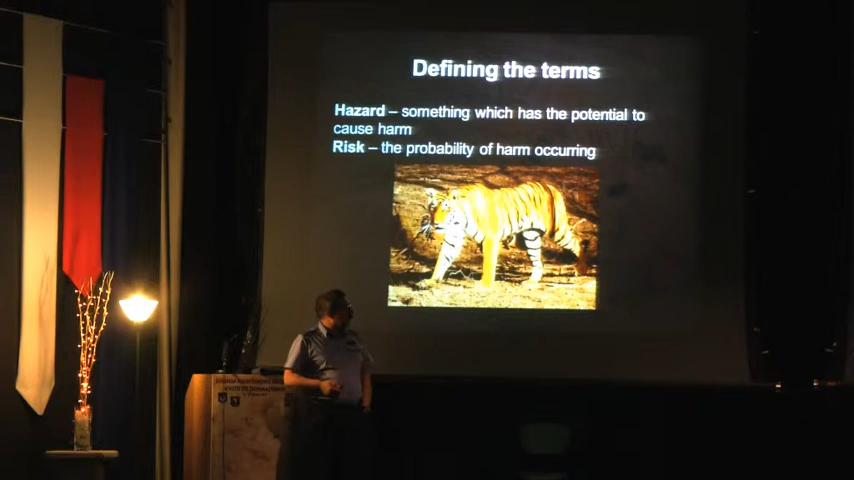 Defining the terms
Hazard – something which has the potential to
cause harm
Risk – the probability of harm occurring